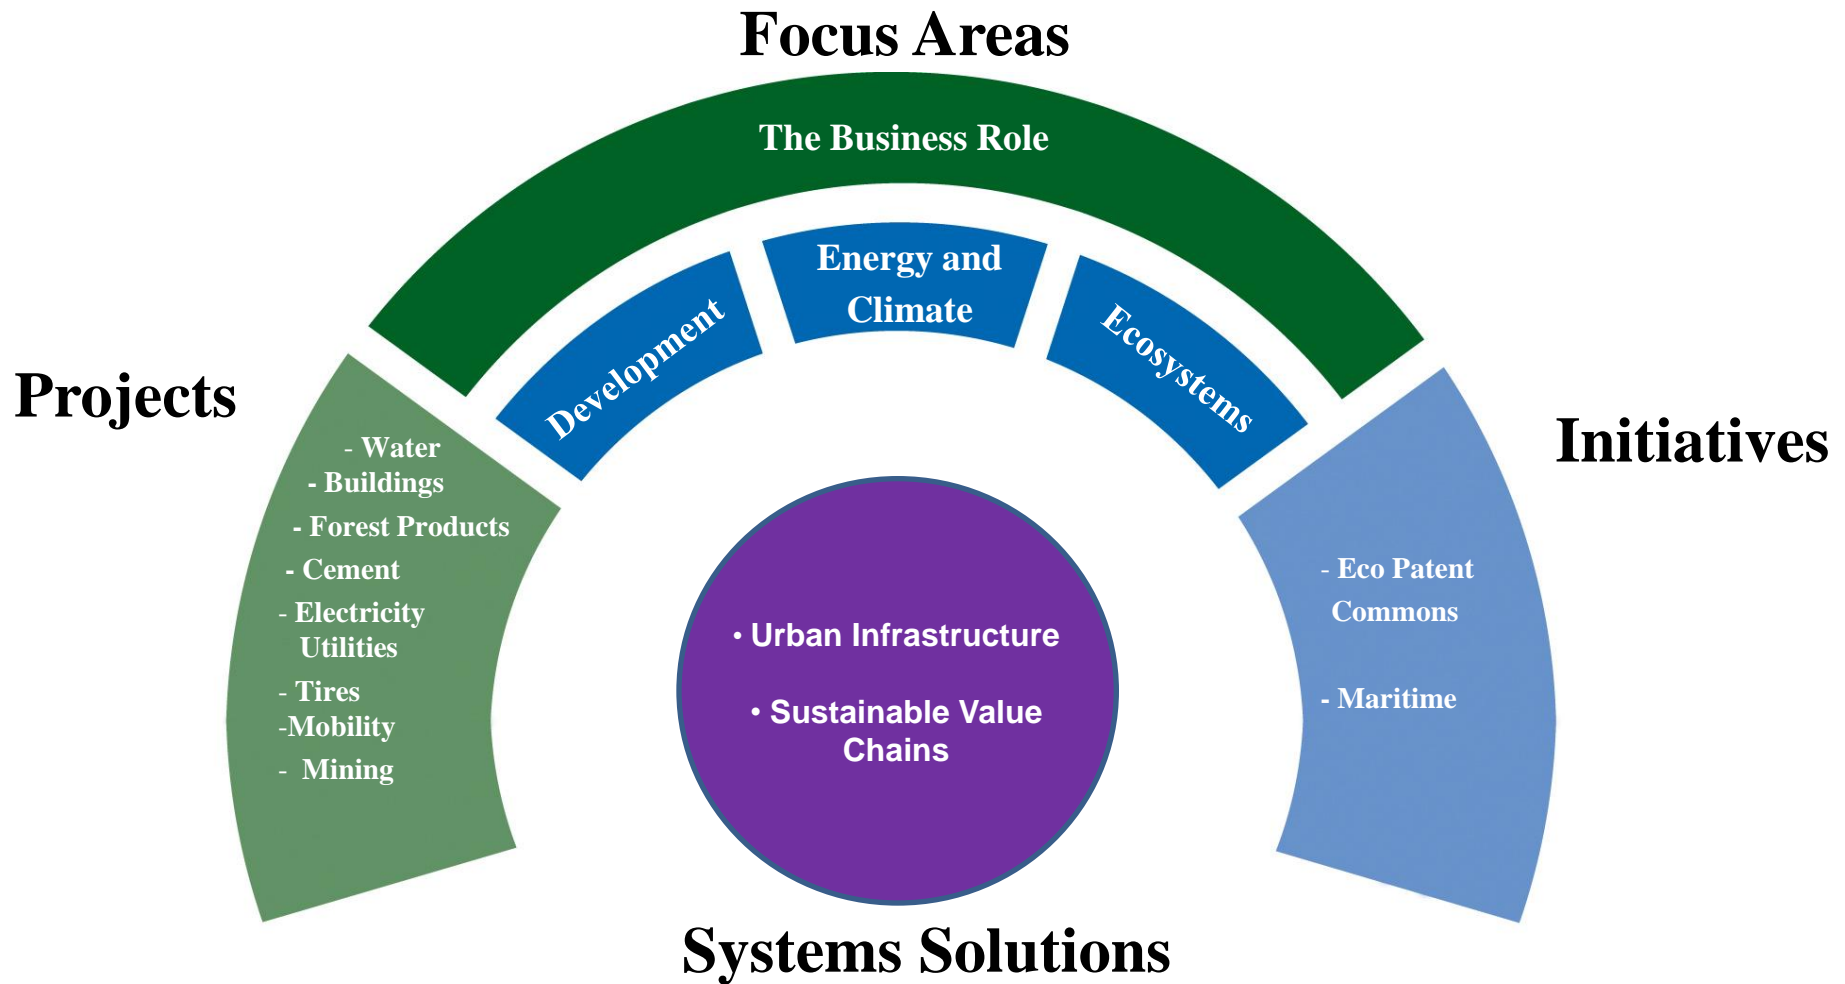 Focus Areas
The Business Role
Energy and
Climate
Development
Ecosystems
Projects
- Water
- Buildings
- Forest Products
- Cement
- Electricity
Utilities
- Tires
-Mobility
- Mining
Initiatives
- Eco Patent
Commons
- Maritime
• Urban Infrastructure
• Sustainable Value
Chains
Systems Solutions